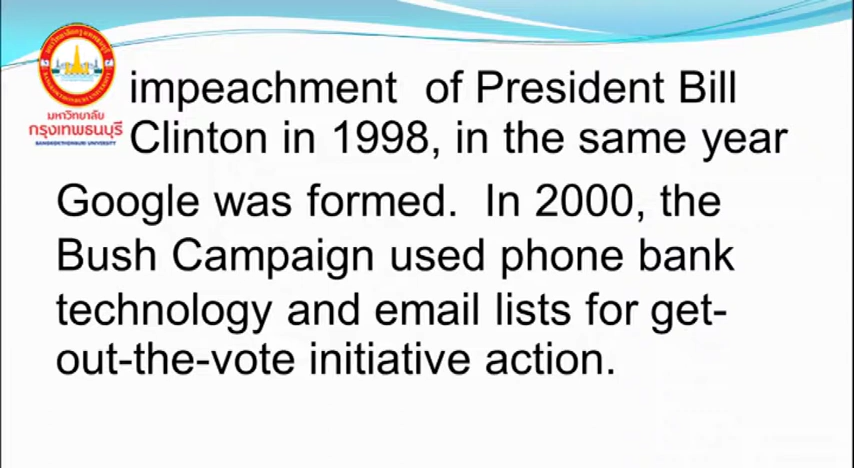 impeachment of President Bill
Clinton in 1998, in the same year
Google was formed. In 2000, the
Bush Campaign used phone bank
technology and email lists for get-
out-the-vote initiative action.
มหาวิทยาลัย
กรุงเทพธนบุรี
BANGKOKTHONBURI UNIVERSITY